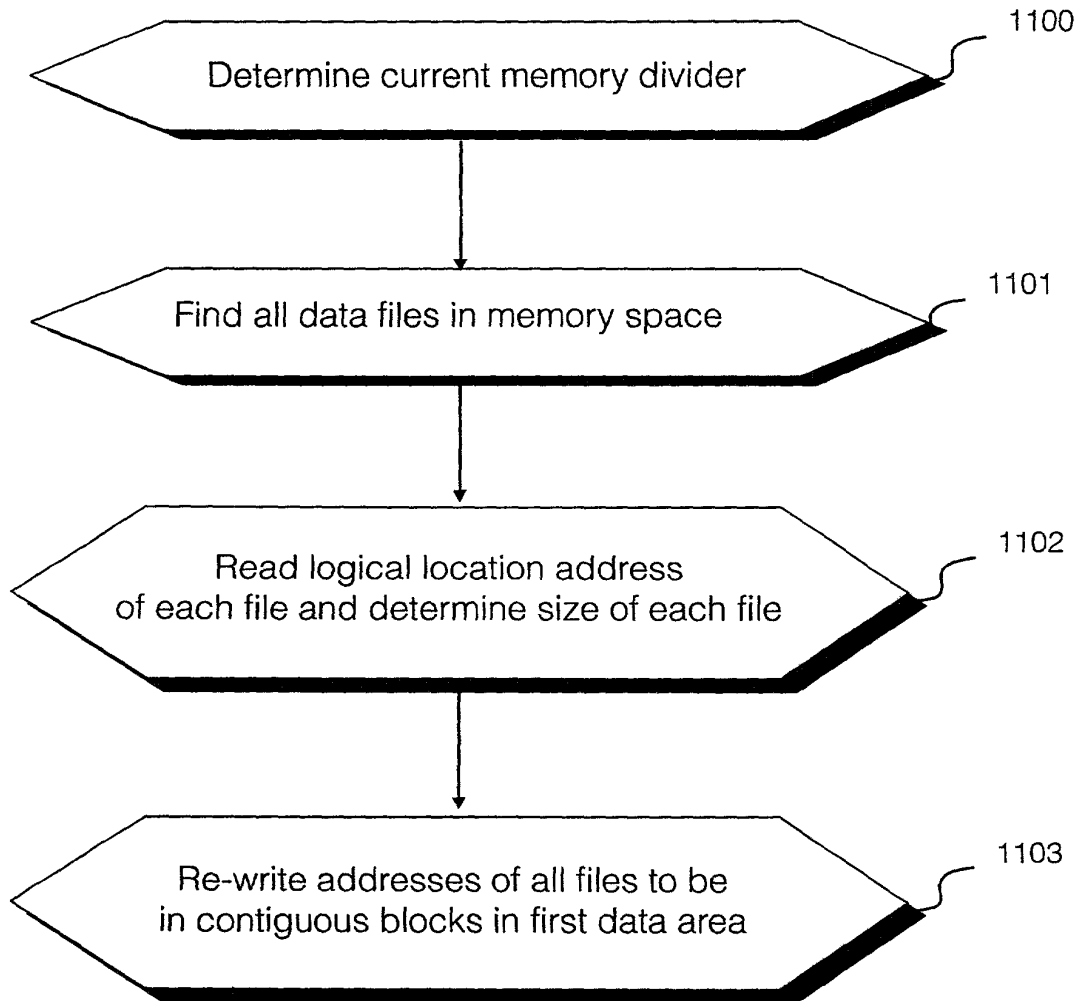 1100
Determine current memory divider
1101
Find all data files in memory space
1102
Read logical location address
of each file and determine size of each file
1103
Re-write addresses of all files to be
in contiguous blocks in first data area